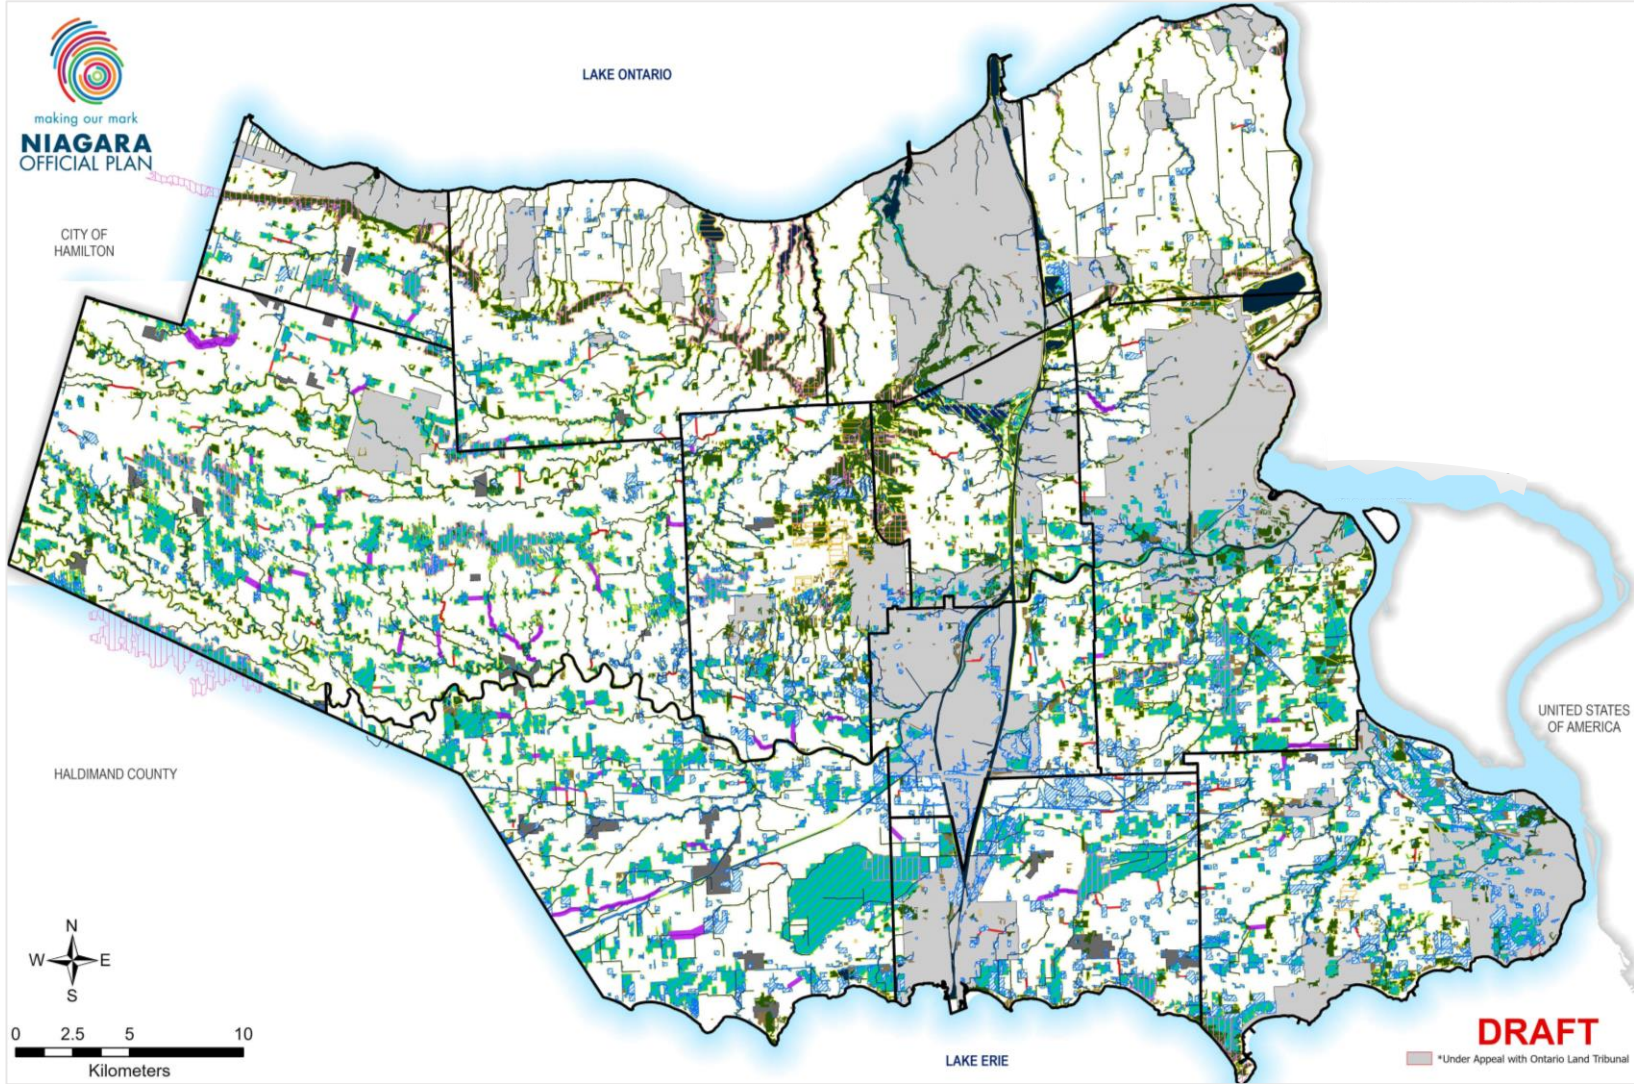 making our mark
NIAGARA
OFFICIAL PLAN
LAKE ONTARIO
CITY OF
HAMILTON
UNITED STATES
OF AMERICA
HALDIMAND COUNTY
N
W E
S
0 2.5 5 10
Kilometers
LAKE ERIE
DRAFT
*Under Appeal with Ontario Land Tribunal